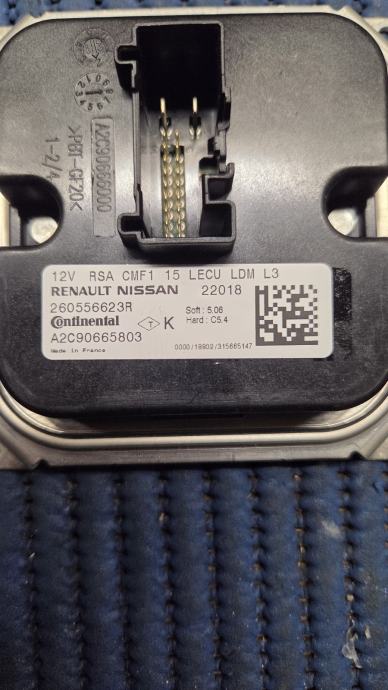 A2C90666000
>PBT-GF20<
1-2/4
12V RSA CMF1 15 LECU LDM L3
RENAULT NISSAN 22018
260556623R
Soft : 5.06
Hard : C5.4
Continental T K
A2C90665803
Made in France
0000/18902/315665147